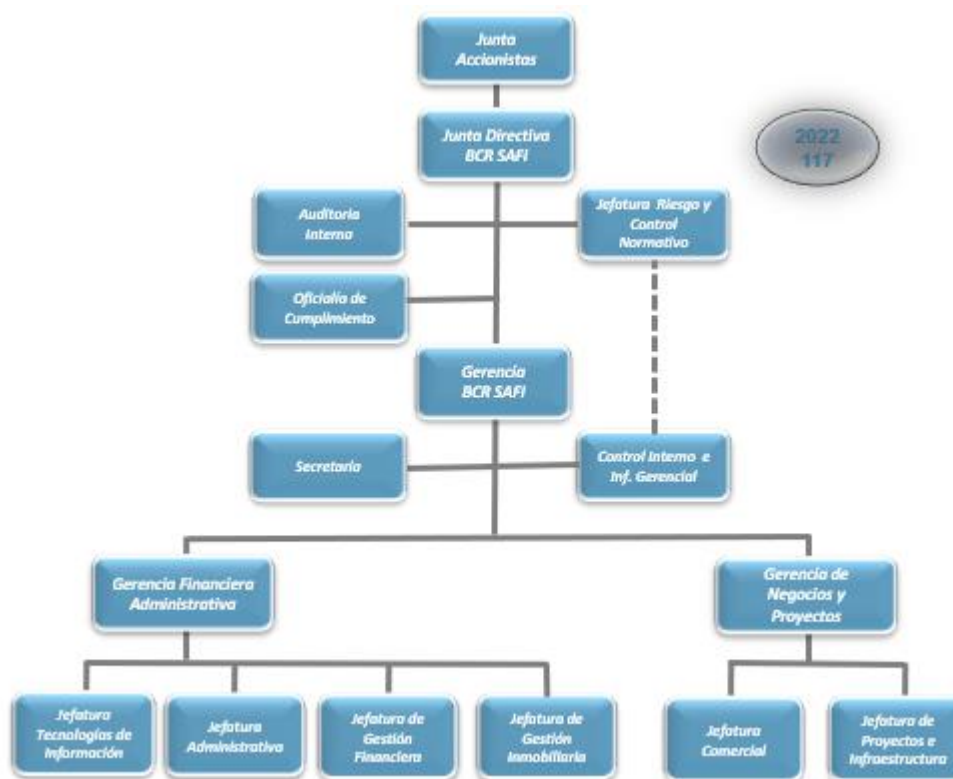 Junta
Accionistas
Junta Directiva
BCR SAFI
2022
117
Auditoria
Interna
Jefatura Riesgo y
Control
Normativo
Oficialía de
Cumplimiento
Gerencia
BCR SAFI
Secretaria
Control Interno e
Inf. Gerencial
Gerencia Financiera
Administrativa
Gerencia de
Negocios y
Proyectos
Jefatura
Tecnologías de
Información
Jefatura
Administrativa
Jefatura de
Gestión
Financiera
Jefatura de
Gestión
Inmobiliaria
Jefatura
Comercial
Jefatura de
Proyectos e
Infraestructura